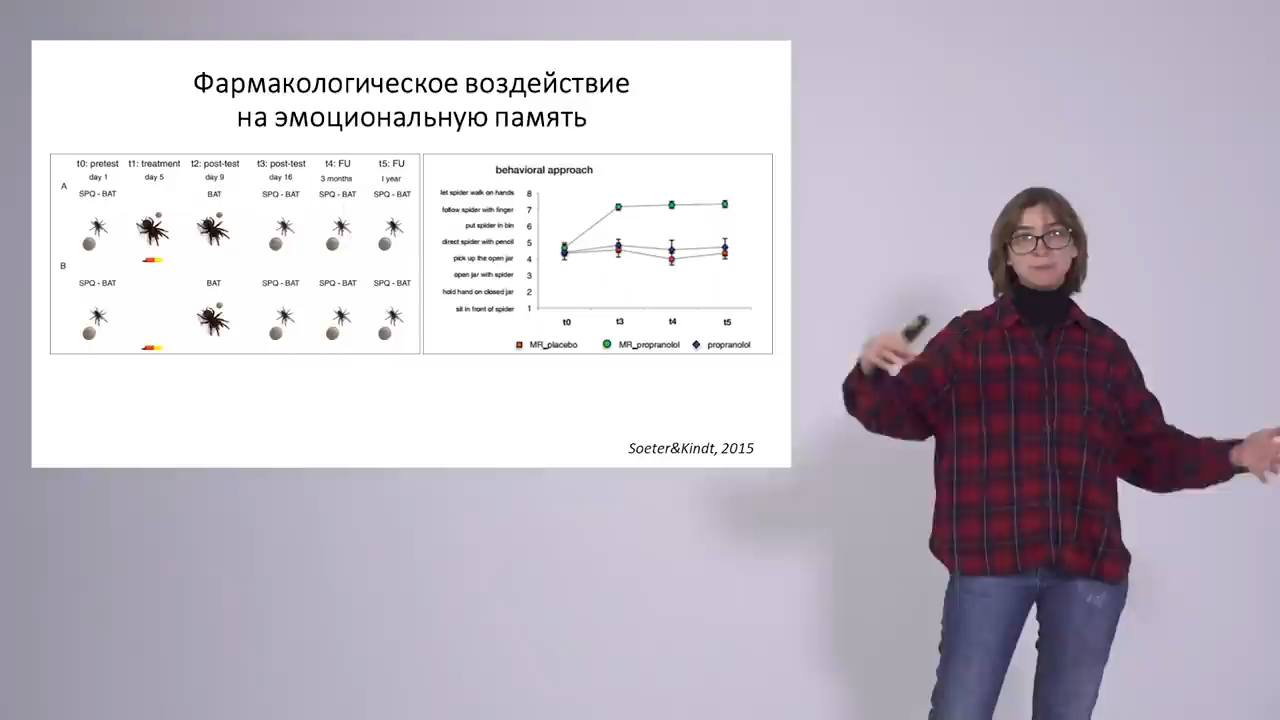 Фармакологическое воздействие
на эмоциональную память
t0: pretest t1: treatment t2: post-test t3: post-test t4: FU t5: FU
day 1 day 5 day 9 day 16 3 months I year
A
SPQ - BAT BAT SPQ - BAT SPQ - BAT SPQ - BAT
B
SPQ - BAT BAT SPQ - BAT SPQ - BAT SPQ - BAT
behavioral approach
let spider walk on hands 8
follow spider with finger 7
put spider in bin 6
direct spider with pencil 5
pick up the open jar 4
open jar with spider 3
hold hand on closed jar 2
sit in front of spider 1
t0 t3 t4 t5
MR_placebo MR_propranolol propranolol
Soeter&Kindt, 2015